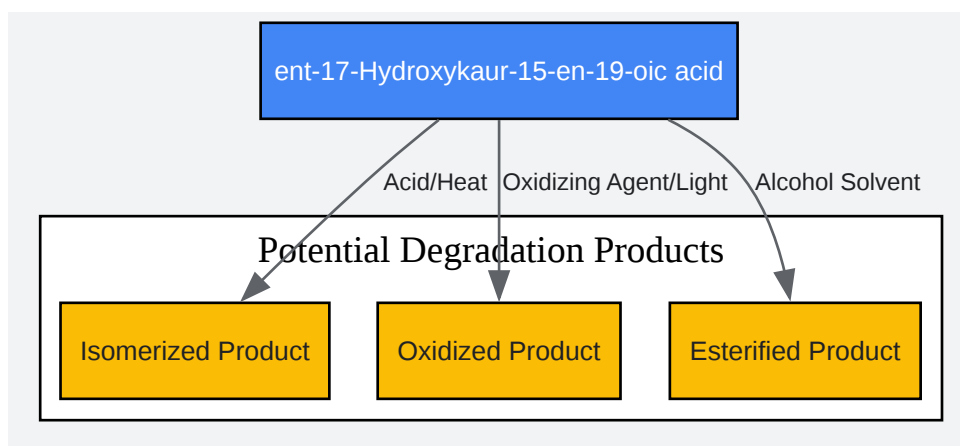 ent-17-Hydroxykaur-15-en-19-oic acid
Acid/Heat
Oxidizing Agent/Light
Alcohol Solvent
Potential Degradation Products
Isomerized Product
Oxidized Product
Esterified Product